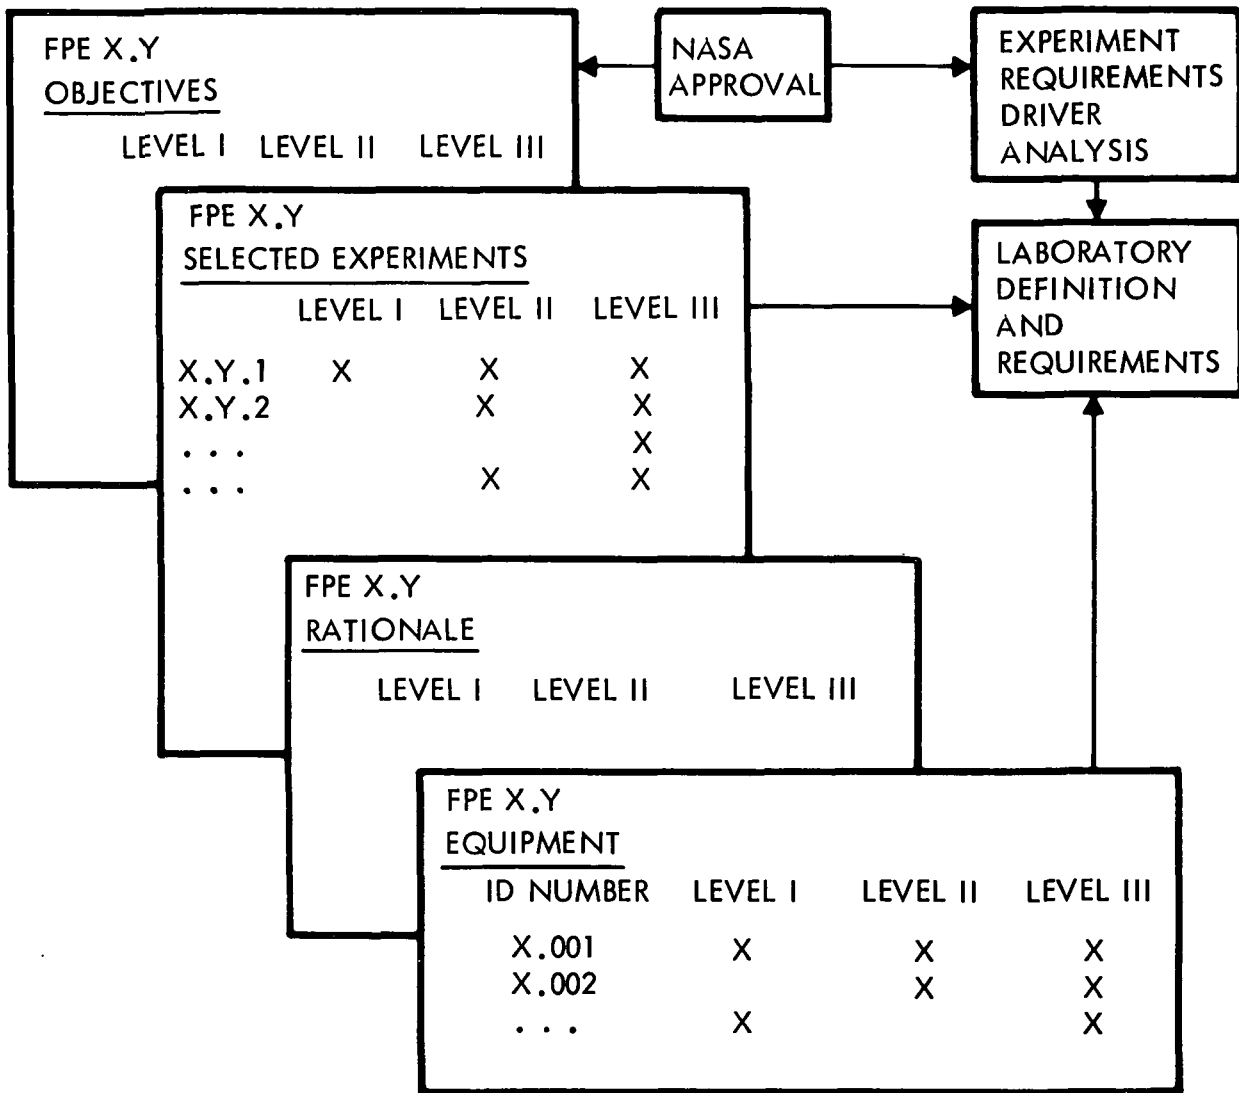 FPE X.Y
OBJECTIVES
LEVEL I LEVEL II LEVEL III
NASA
APPROVAL
EXPERIMENT
REQUIREMENTS
DRIVER
ANALYSIS
FPE X.Y
SELECTED EXPERIMENTS
LEVEL I LEVEL II LEVEL III
X.Y.1 X X X
X.Y.2 X X
... X
... X X
LABORATORY
DEFINITION
AND
REQUIREMENTS
FPE X.Y
RATIONALE
LEVEL I LEVEL II LEVEL III
FPE X.Y
EQUIPMENT
ID NUMBER LEVEL I LEVEL II LEVEL III
X.001 X X X
X.002 X X
... X X